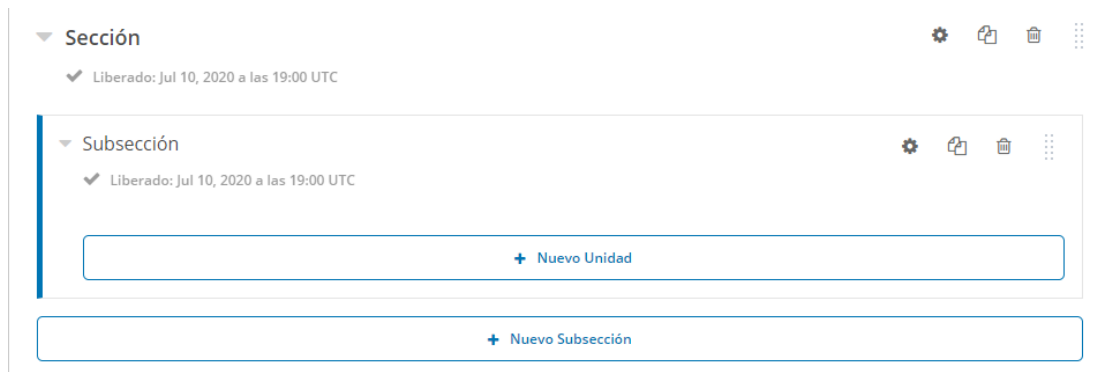 Sección
Liberado: Jul 10, 2020 a las 19:00 UTC
Subsección
Liberado: Jul 10, 2020 a las 19:00 UTC
+ Nuevo Unidad
+ Nuevo Subsección